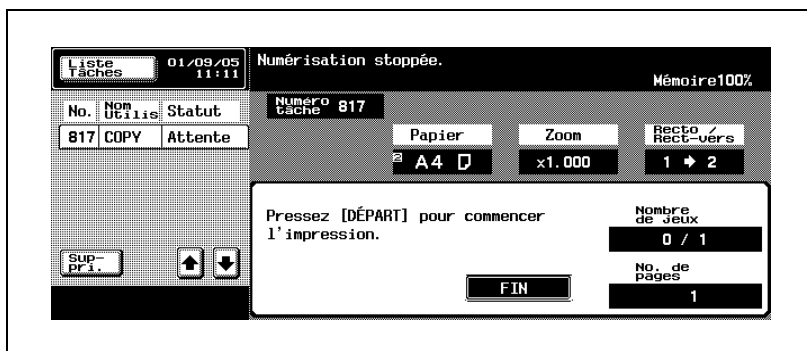 Liste
Tâches
01/09/05
11:11
Numérisation stoppée.
Mémoire100%
No. Nom Utilis Statut
817 COPY Attente
Numéro tâche 817
Papier Zoom Recto / Rect-vers
2 A4 x1.000 1 → 2
Pressez [DÉPART] pour commencer
l'impression.
Nombre
de jeux
0 / 1
No. de
pages
1
FIN
Sup-
pri.